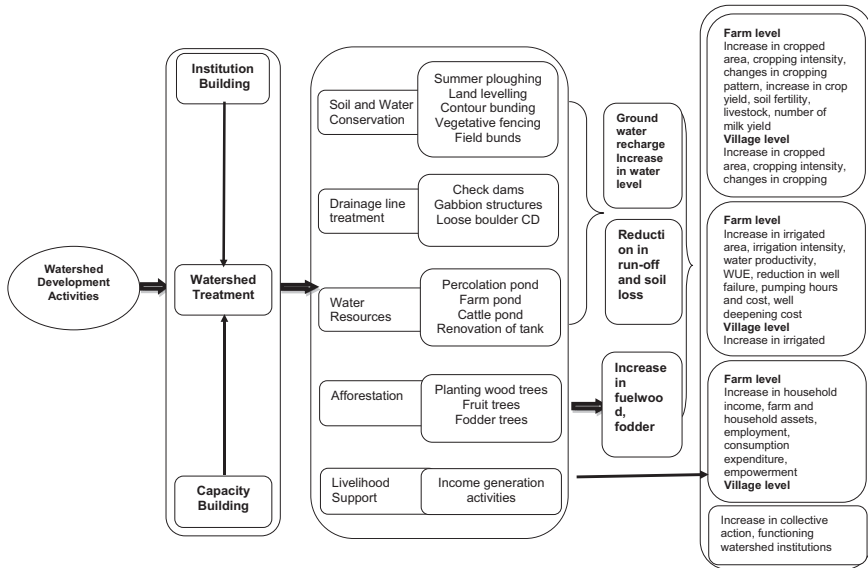 Watershed
Development
Activities
Institution
Building
Watershed
Treatment
Capacity
Building
Soil and Water
Conservation
Summer ploughing
Land levelling
Contour bunding
Vegetative fencing
Field bunds
Drainage line
treatment
Check dams
Gabbion structures
Loose boulder CD
Water
Resources
Percolation pond
Farm pond
Cattle pond
Renovation of tank
Afforestation
Planting wood trees
Fruit trees
Fodder trees
Livelihood
Support
Income generation
activities
Ground
water
recharge
Increase
in water
level
Reducti
on in
run-off
and soil
loss
Increase
in
fuelwoo
d,
fodder
Farm level
Increase in cropped
area, cropping intensity,
changes in cropping
pattern, increase in crop
yield, soil fertility,
livestock, number of
milk yield
Village level
Increase in cropped
area, cropping intensity,
changes in cropping
Farm level
Increase in irrigated
area, irrigation intensity,
water productivity,
WUE, reduction in well
failure, pumping hours
and cost, well
deepening cost
Village level
Increase in irrigated
Farm level
Increase in household
income, farm and
household assets,
employment,
consumption
expenditure,
empowerment
Village level
Increase in collective
action, functioning
watershed institutions